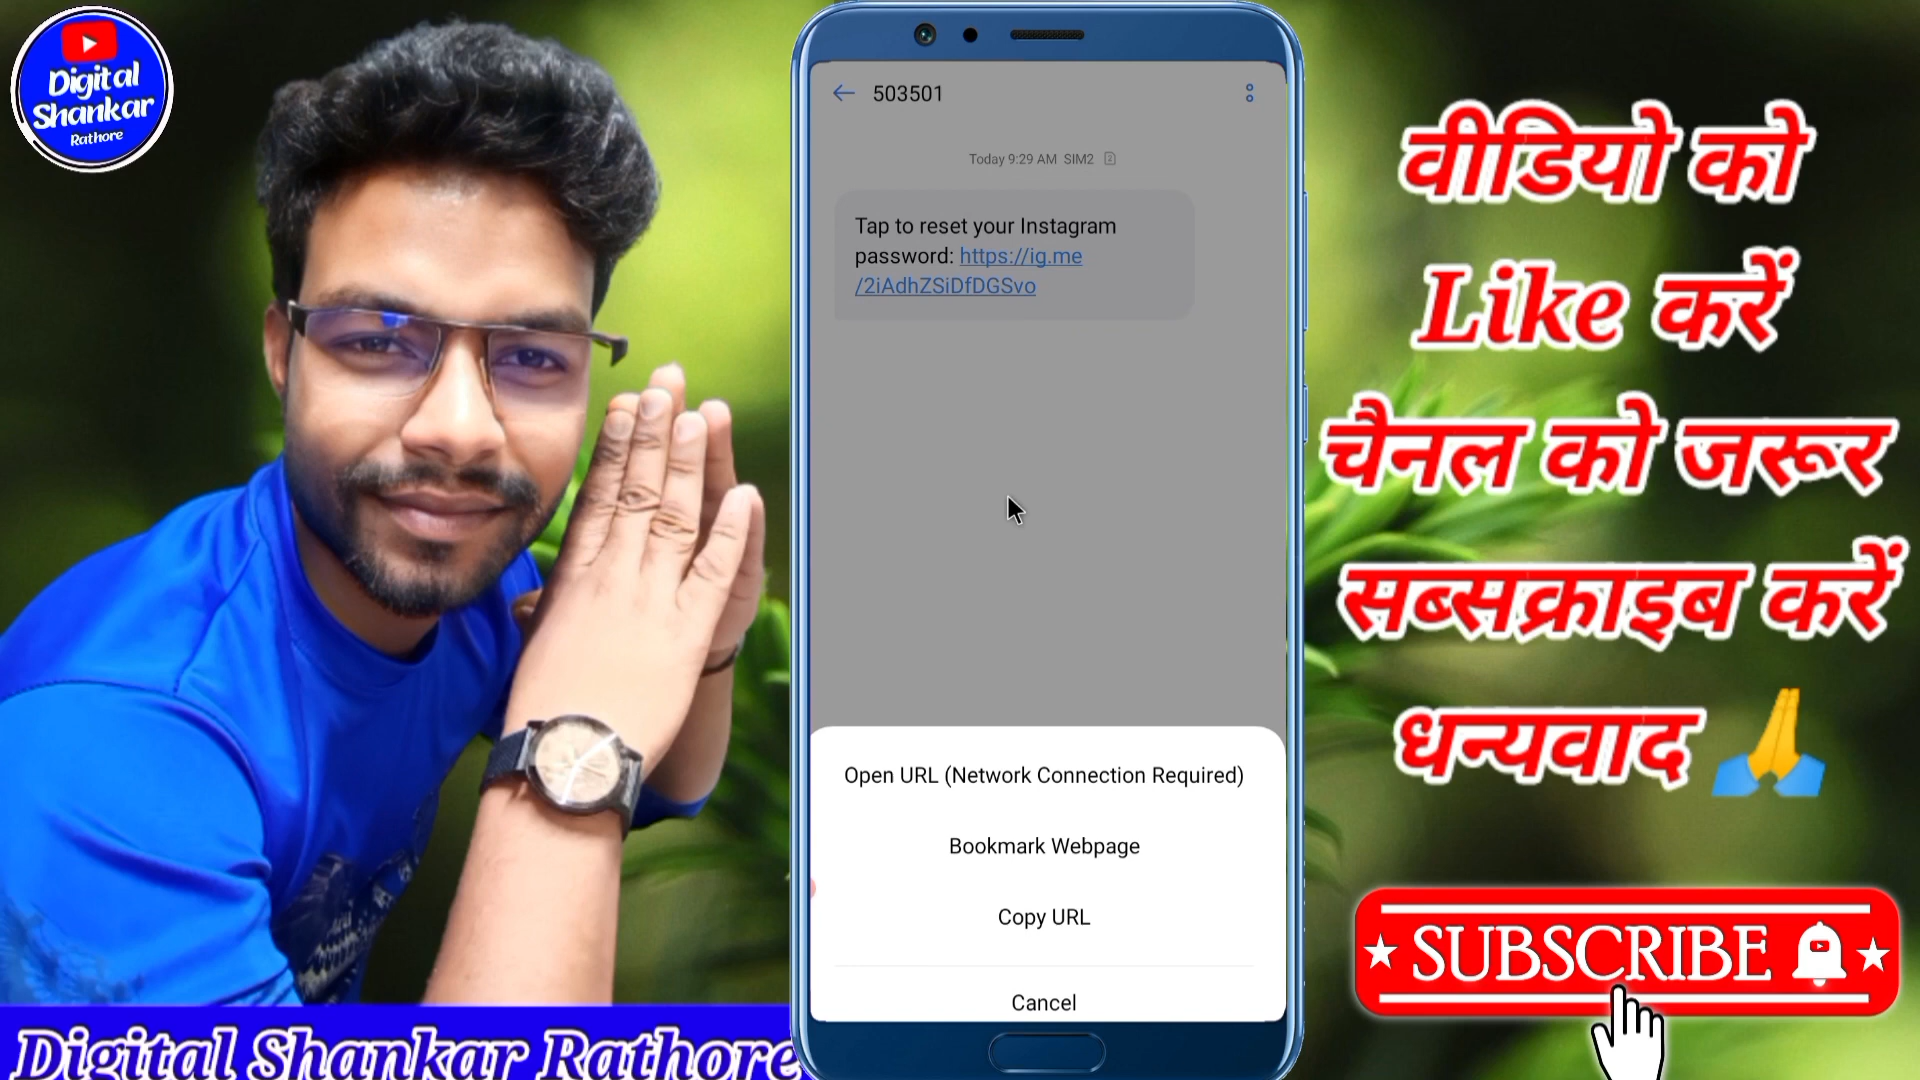 Digital
Shankar
Rathore
503501
Today 9:29 AM SIM2
Tap to reset your Instagram
password: https://ig.me
/2iAdhZSiDfDGSvo
Open URL (Network Connection Required)
Bookmark Webpage
Copy URL
Cancel
वीडियो को
Like करें
चैनल को जरूर
सब्सक्राइब करें
धन्यवाद 🙏
SUBSCRIBE
Digital Shankar Rathore